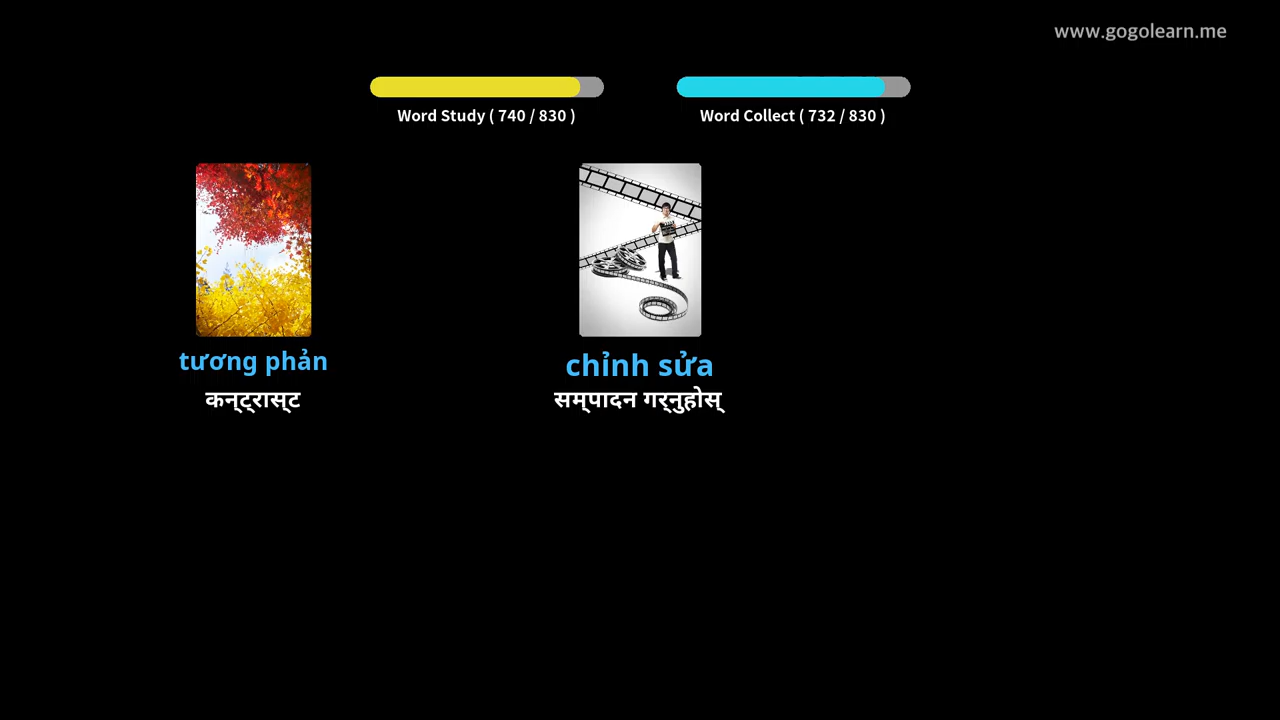 www.gogolearn.me
Word Study ( 740 / 830 )
Word Collect ( 732 / 830 )
tương phản
कन्ट्रास्ट
chỉnh sửa
सम्पादन गर्नुहोस्